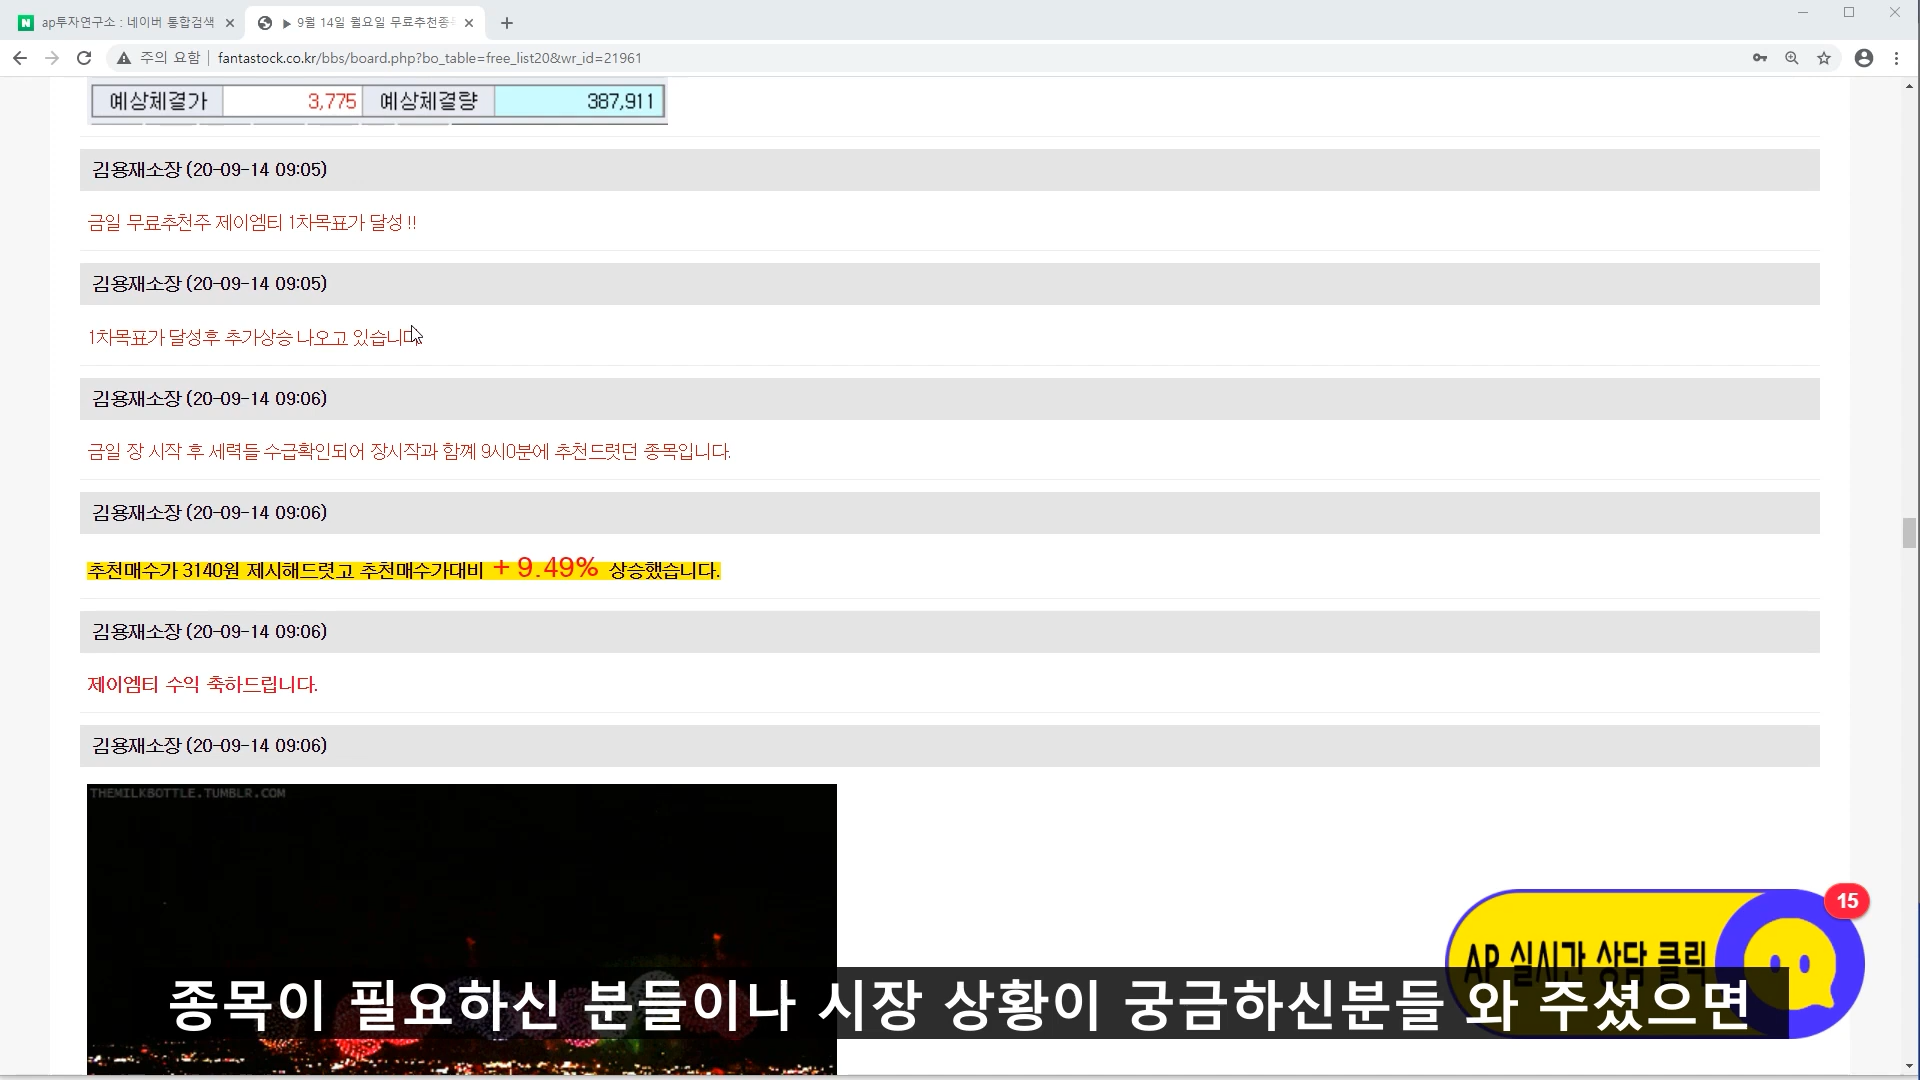 ap투자연구소 : 네이버 통합검색
▶ 9월 14일 월요일 무료추천종
주의 요함 | fantastock.co.kr/bbs/board.php?bo_table=free_list20&wr_id=21961
예상체결가 3,775 예상체결량 387,911
김용재소장 (20-09-14 09:05)
금일 무료추천주 제이엠티 1차목표가 달성 !!
김용재소장 (20-09-14 09:05)
1차목표가 달성후 추가상승 나오고 있습니다
김용재소장 (20-09-14 09:06)
금일 장 시작 후 세력들 수급확인되어 장시작과 함께 9시0분에 추천드렷던 종목입니다.
김용재소장 (20-09-14 09:06)
추천매수가 3140원 제시해드렷고 추천매수가대비 + 9.49% 상승했습니다.
김용재소장 (20-09-14 09:06)
제이엠티 수익 축하드립니다.
김용재소장 (20-09-14 09:06)
THEMILKBOTTLE.TUMBLR.COM
15
AP 실시간 상담 클릭
종목이 필요하신 분들이나 시장 상황이 궁금하신분들 와 주셨으면